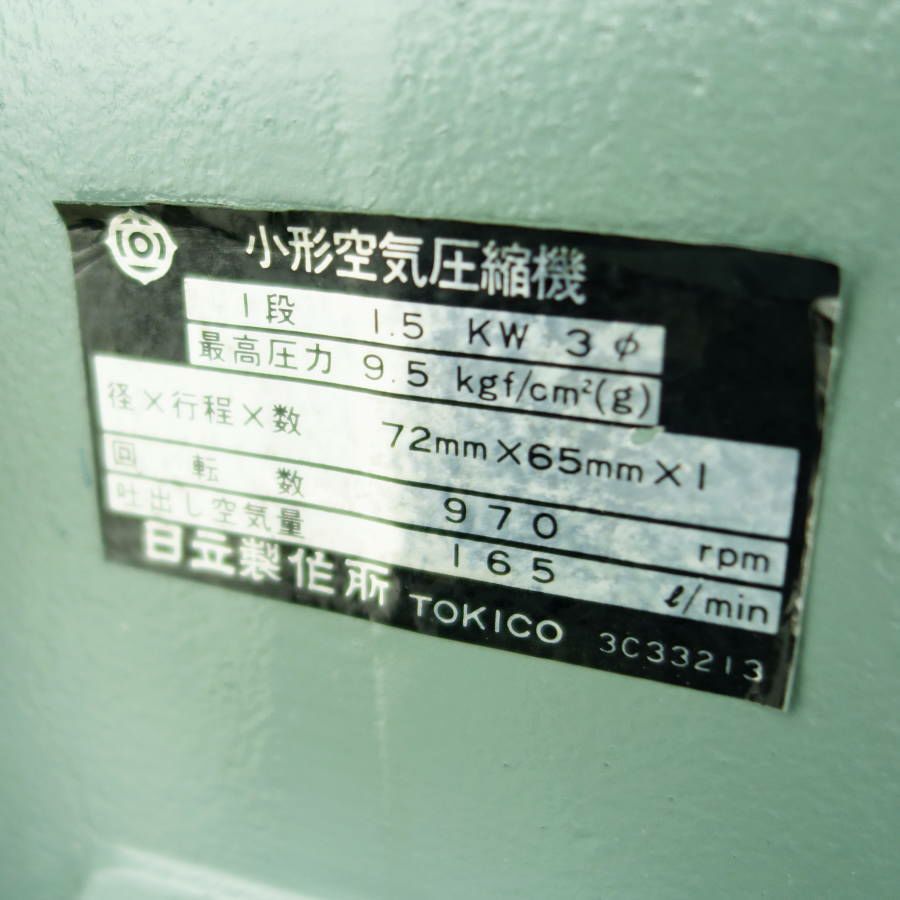 小形空気圧縮機
1段 1.5 KW 3φ
最高圧力 9.5 kgf/cm²(g)
径×行程×数 72mm×65mm×1
回転数 970 rpm
吐出し空気量 165 ℓ/min
日立製作所 TOKICO 3C33213